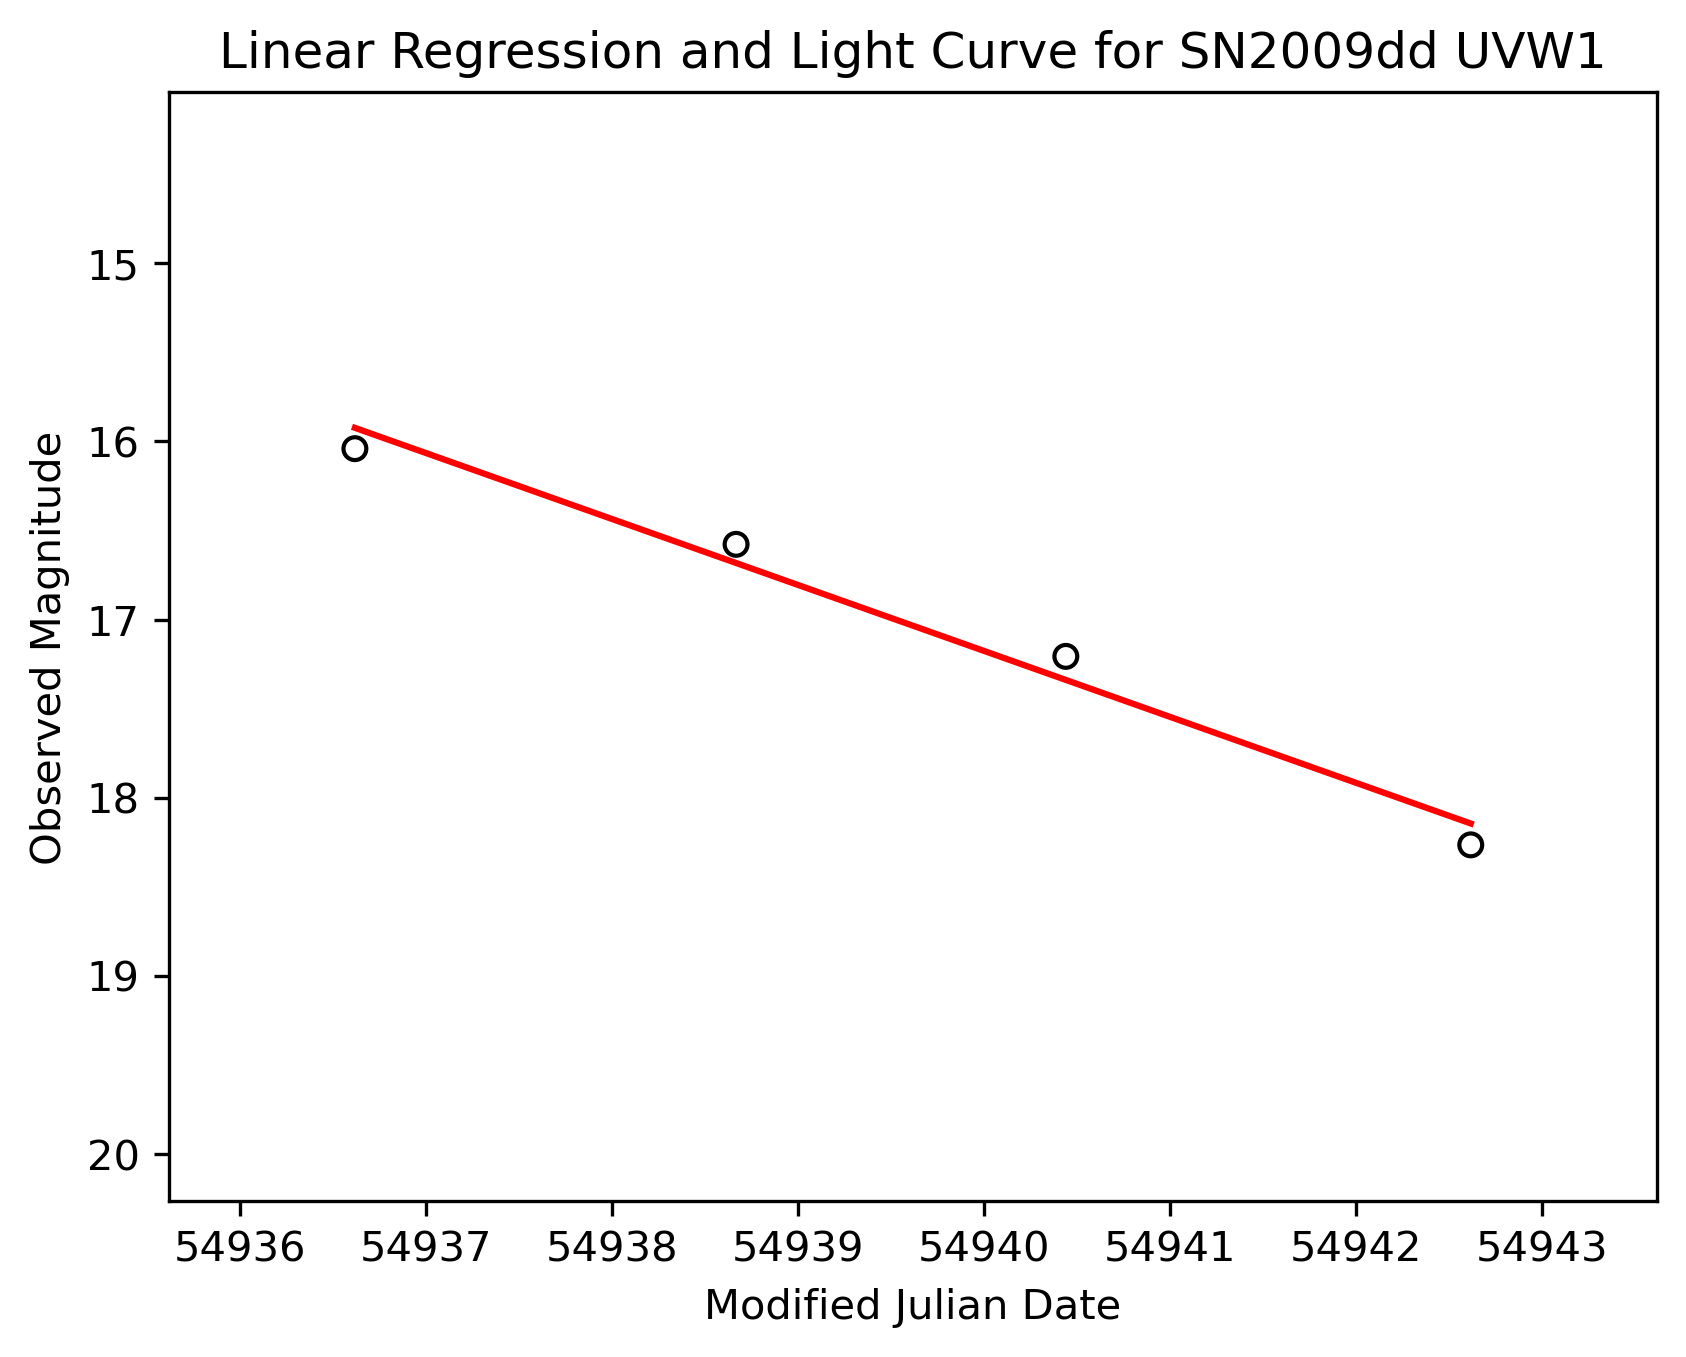 Linear Regression and Light Curve for SN2009dd UVW1
Observed Magnitude
15
16
17
18
19
20
54936 54937 54938 54939 54940 54941 54942 54943
Modified Julian Date